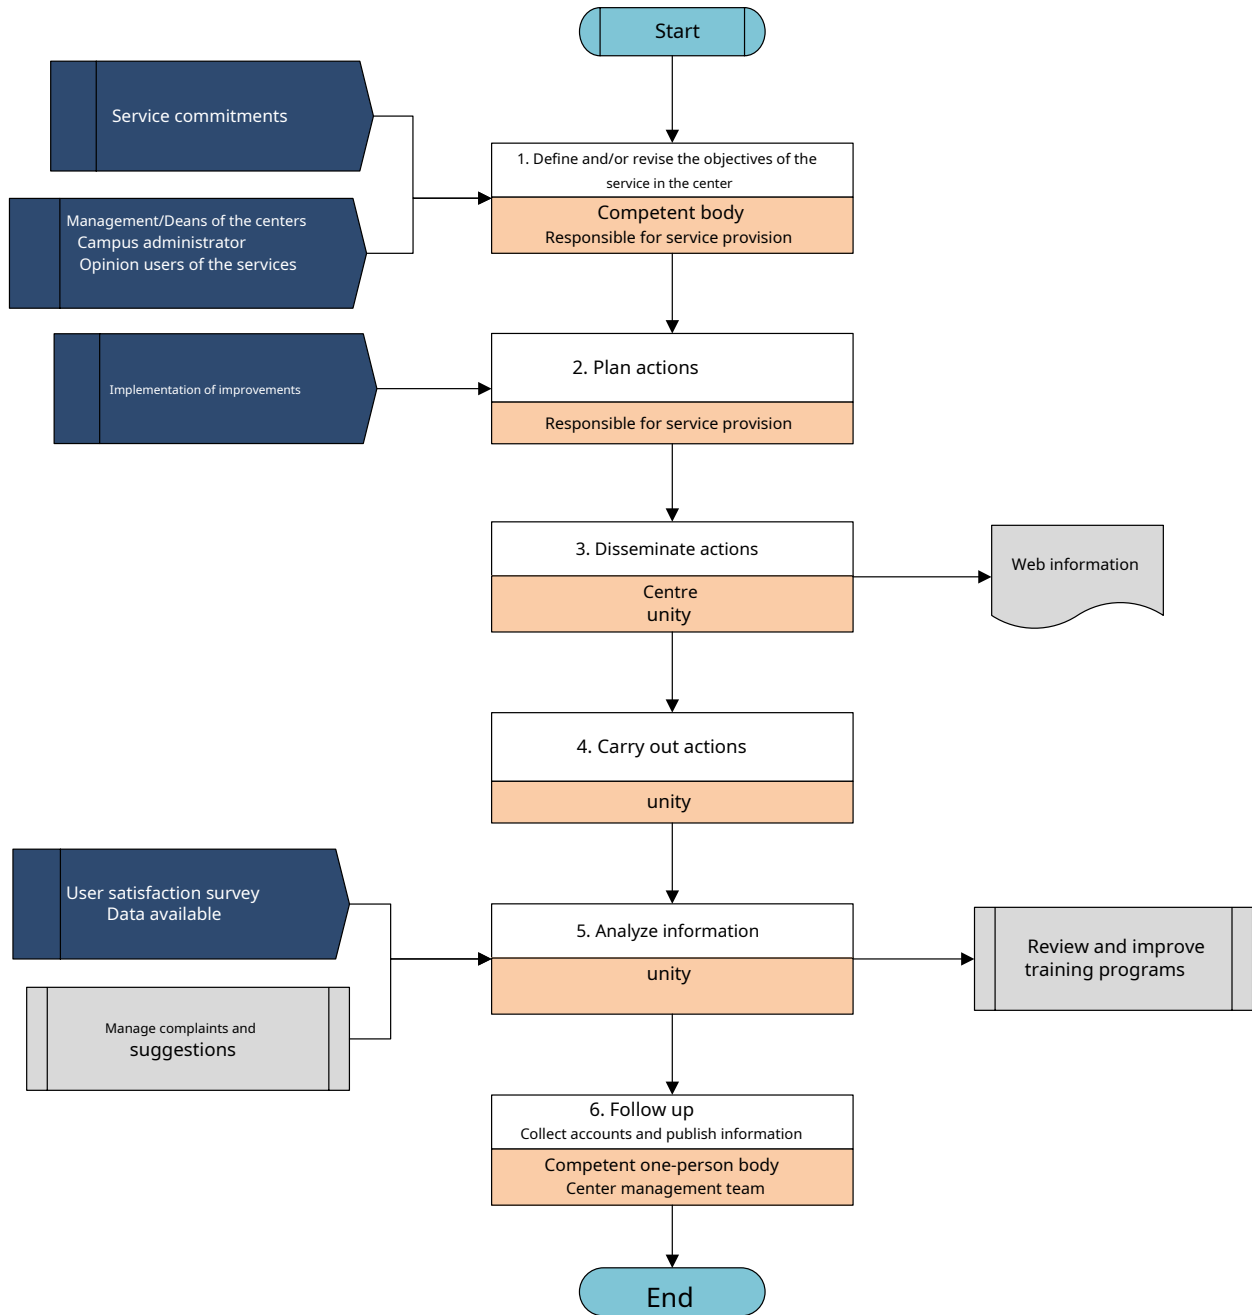 Start
Service commitments
1. Define and/or revise the objectives of the
service in the center
Competent body
Responsible for service provision
Management/Deans of the centers
Campus administrator
Opinion users of the services
2. Plan actions
Responsible for service provision
Implementation of improvements
3. Disseminate actions
Centre
unity
Web information
4. Carry out actions
unity
User satisfaction survey
Data available
5. Analyze information
unity
Review and improve
training programs
Manage complaints and
suggestions
6. Follow up
Collect accounts and publish information
Competent one-person body
Center management team
End